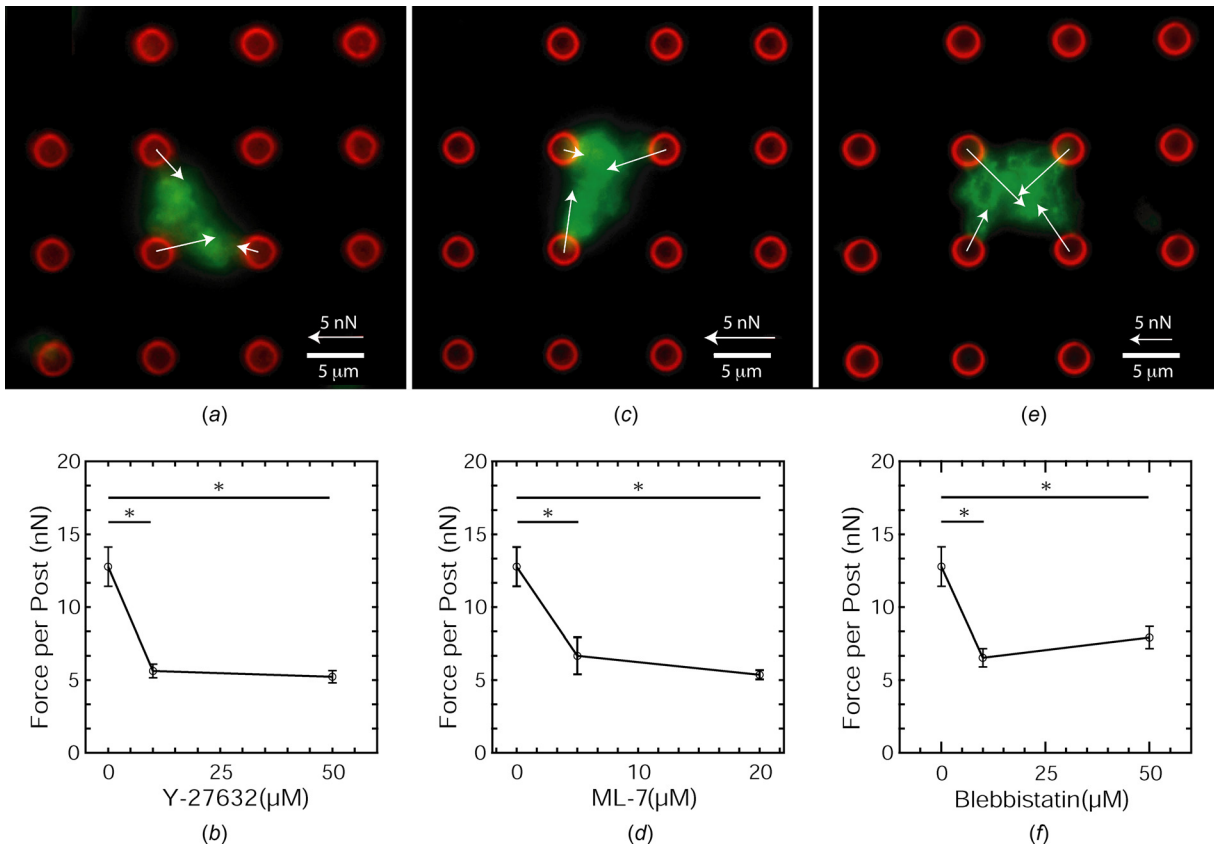 5 nN
5 μm
5 nN
5 μm
5 nN
5 μm
(a)
(c)
(e)
20
15
10
5
0
Force per Post (nN)
*
*
0
25
50
Y-27632(μM)
(b)
20
15
10
5
0
Force per Post (nN)
*
*
0
10
20
ML-7(μM)
(d)
20
15
10
5
0
Force per Post (nN)
*
*
0
25
50
Blebbistatin(μM)
(f)